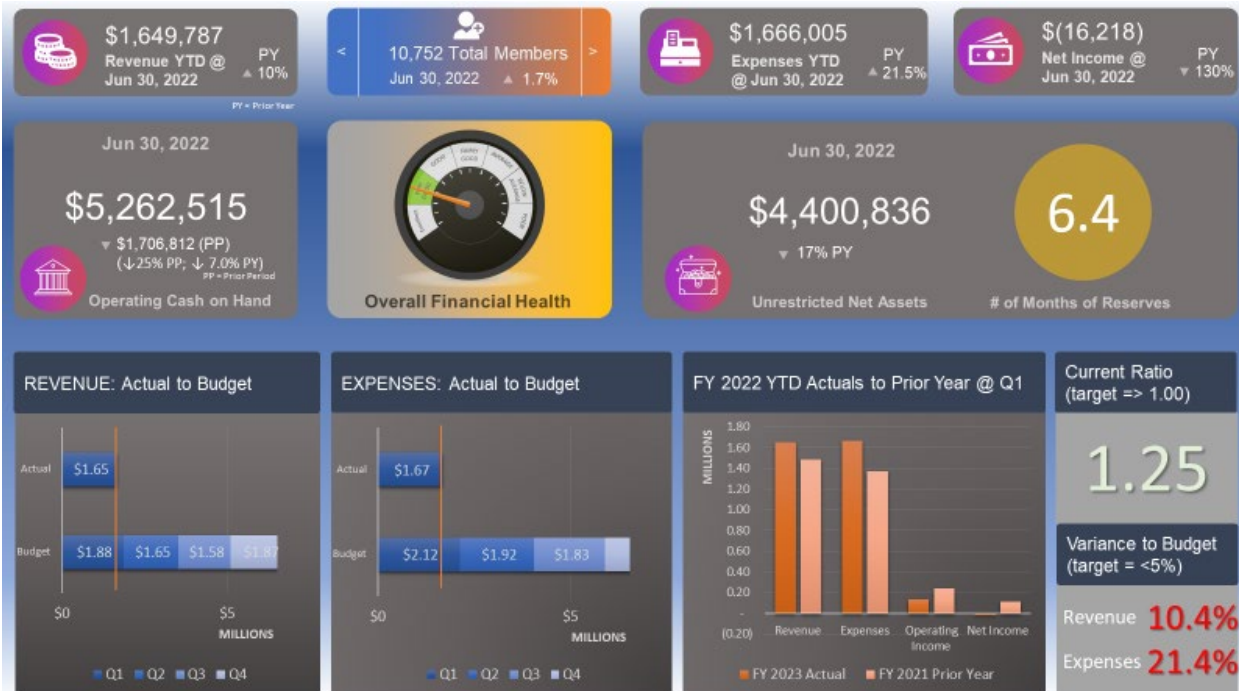 $1,649,787
Revenue YTD @
Jun 30, 2022
PY
▲ 10%
PY = Prior Year
<
10,752 Total Members
Jun 30, 2022 ▲ 1.7%
>
$1,666,005
Expenses YTD
@ Jun 30, 2022
PY
▲ 21.5%
$(16,218)
Net Income @
Jun 30, 2022
PY
▼ 130%
Jun 30, 2022
$5,262,515
▼ $1,706,812 (PP)
(↓25% PP; ↓ 7.0% PY)
PP = Prior Period
Operating Cash on Hand
GOOD
AVERAGE
BELOW
AVERAGE
POOR
Overall Financial Health
Jun 30, 2022
$4,400,836
▼ 17% PY
Unrestricted Net Assets
6.4
# of Months of Reserves
REVENUE: Actual to Budget
Actual
$1.65
Budget
$1.88 $1.65 $1.58 $1.87
$0 $5
MILLIONS
Q1 Q2 Q3 Q4
EXPENSES: Actual to Budget
Actual
$1.67
Budget
$2.12 $1.92 $1.83
$0 $5
MILLIONS
Q1 Q2 Q3 Q4
FY 2022 YTD Actuals to Prior Year @ Q1
MILLIONS
1.80
1.60
1.40
1.20
1.00
0.80
0.60
0.40
0.20
-
(0.20)
Revenue Expenses Operating Net Income
Income
FY 2023 Actual FY 2021 Prior Year
Current Ratio
(target => 1.00)
1.25
Variance to Budget
(target = <5%)
Revenue 10.4%
Expenses 21.4%